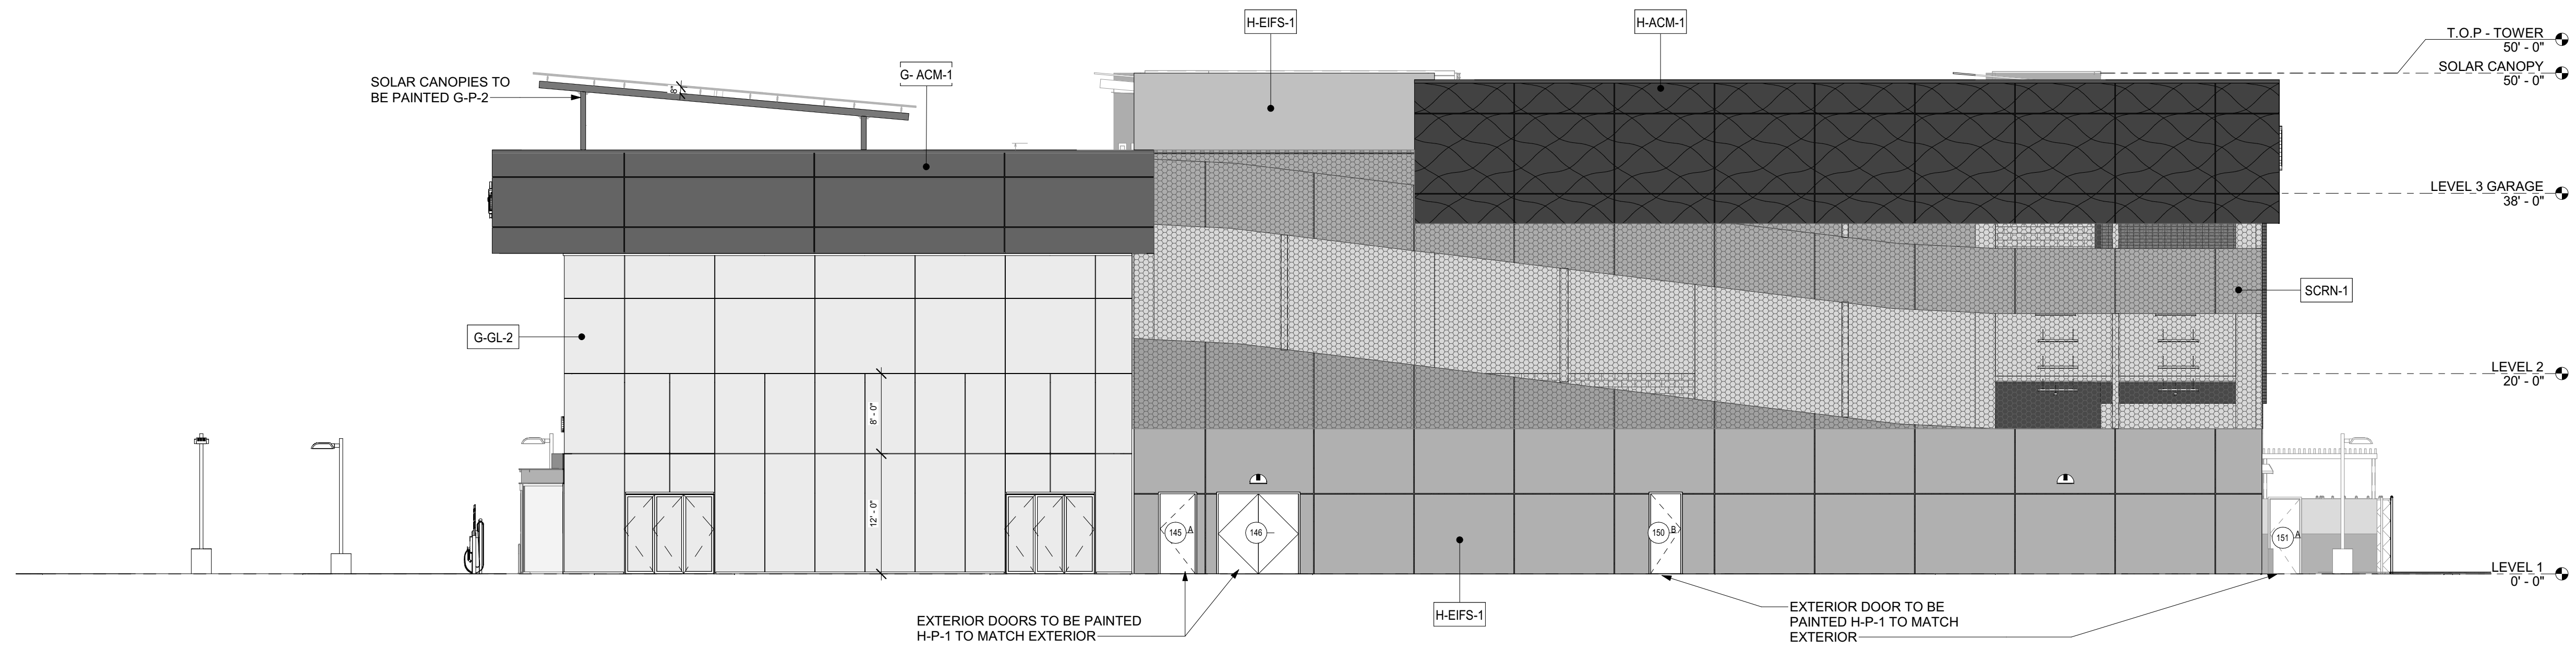 H-EIFS-1
H-ACM-1
T.O.P - TOWER
50' - 0"
SOLAR CANOPY
50' - 0"
SOLAR CANOPIES TO
BE PAINTED G-P-2
8"
G- ACM-1
LEVEL 3 GARAGE
38' - 0"
SCRN-1
G-GL-2
LEVEL 2
20' - 0"
8' - 0"
12' - 0"
145 A
146
150 B
151 A
LEVEL 1
0' - 0"
H-EIFS-1
EXTERIOR DOORS TO BE PAINTED
H-P-1 TO MATCH EXTERIOR
EXTERIOR DOOR TO BE
PAINTED H-P-1 TO MATCH
EXTERIOR